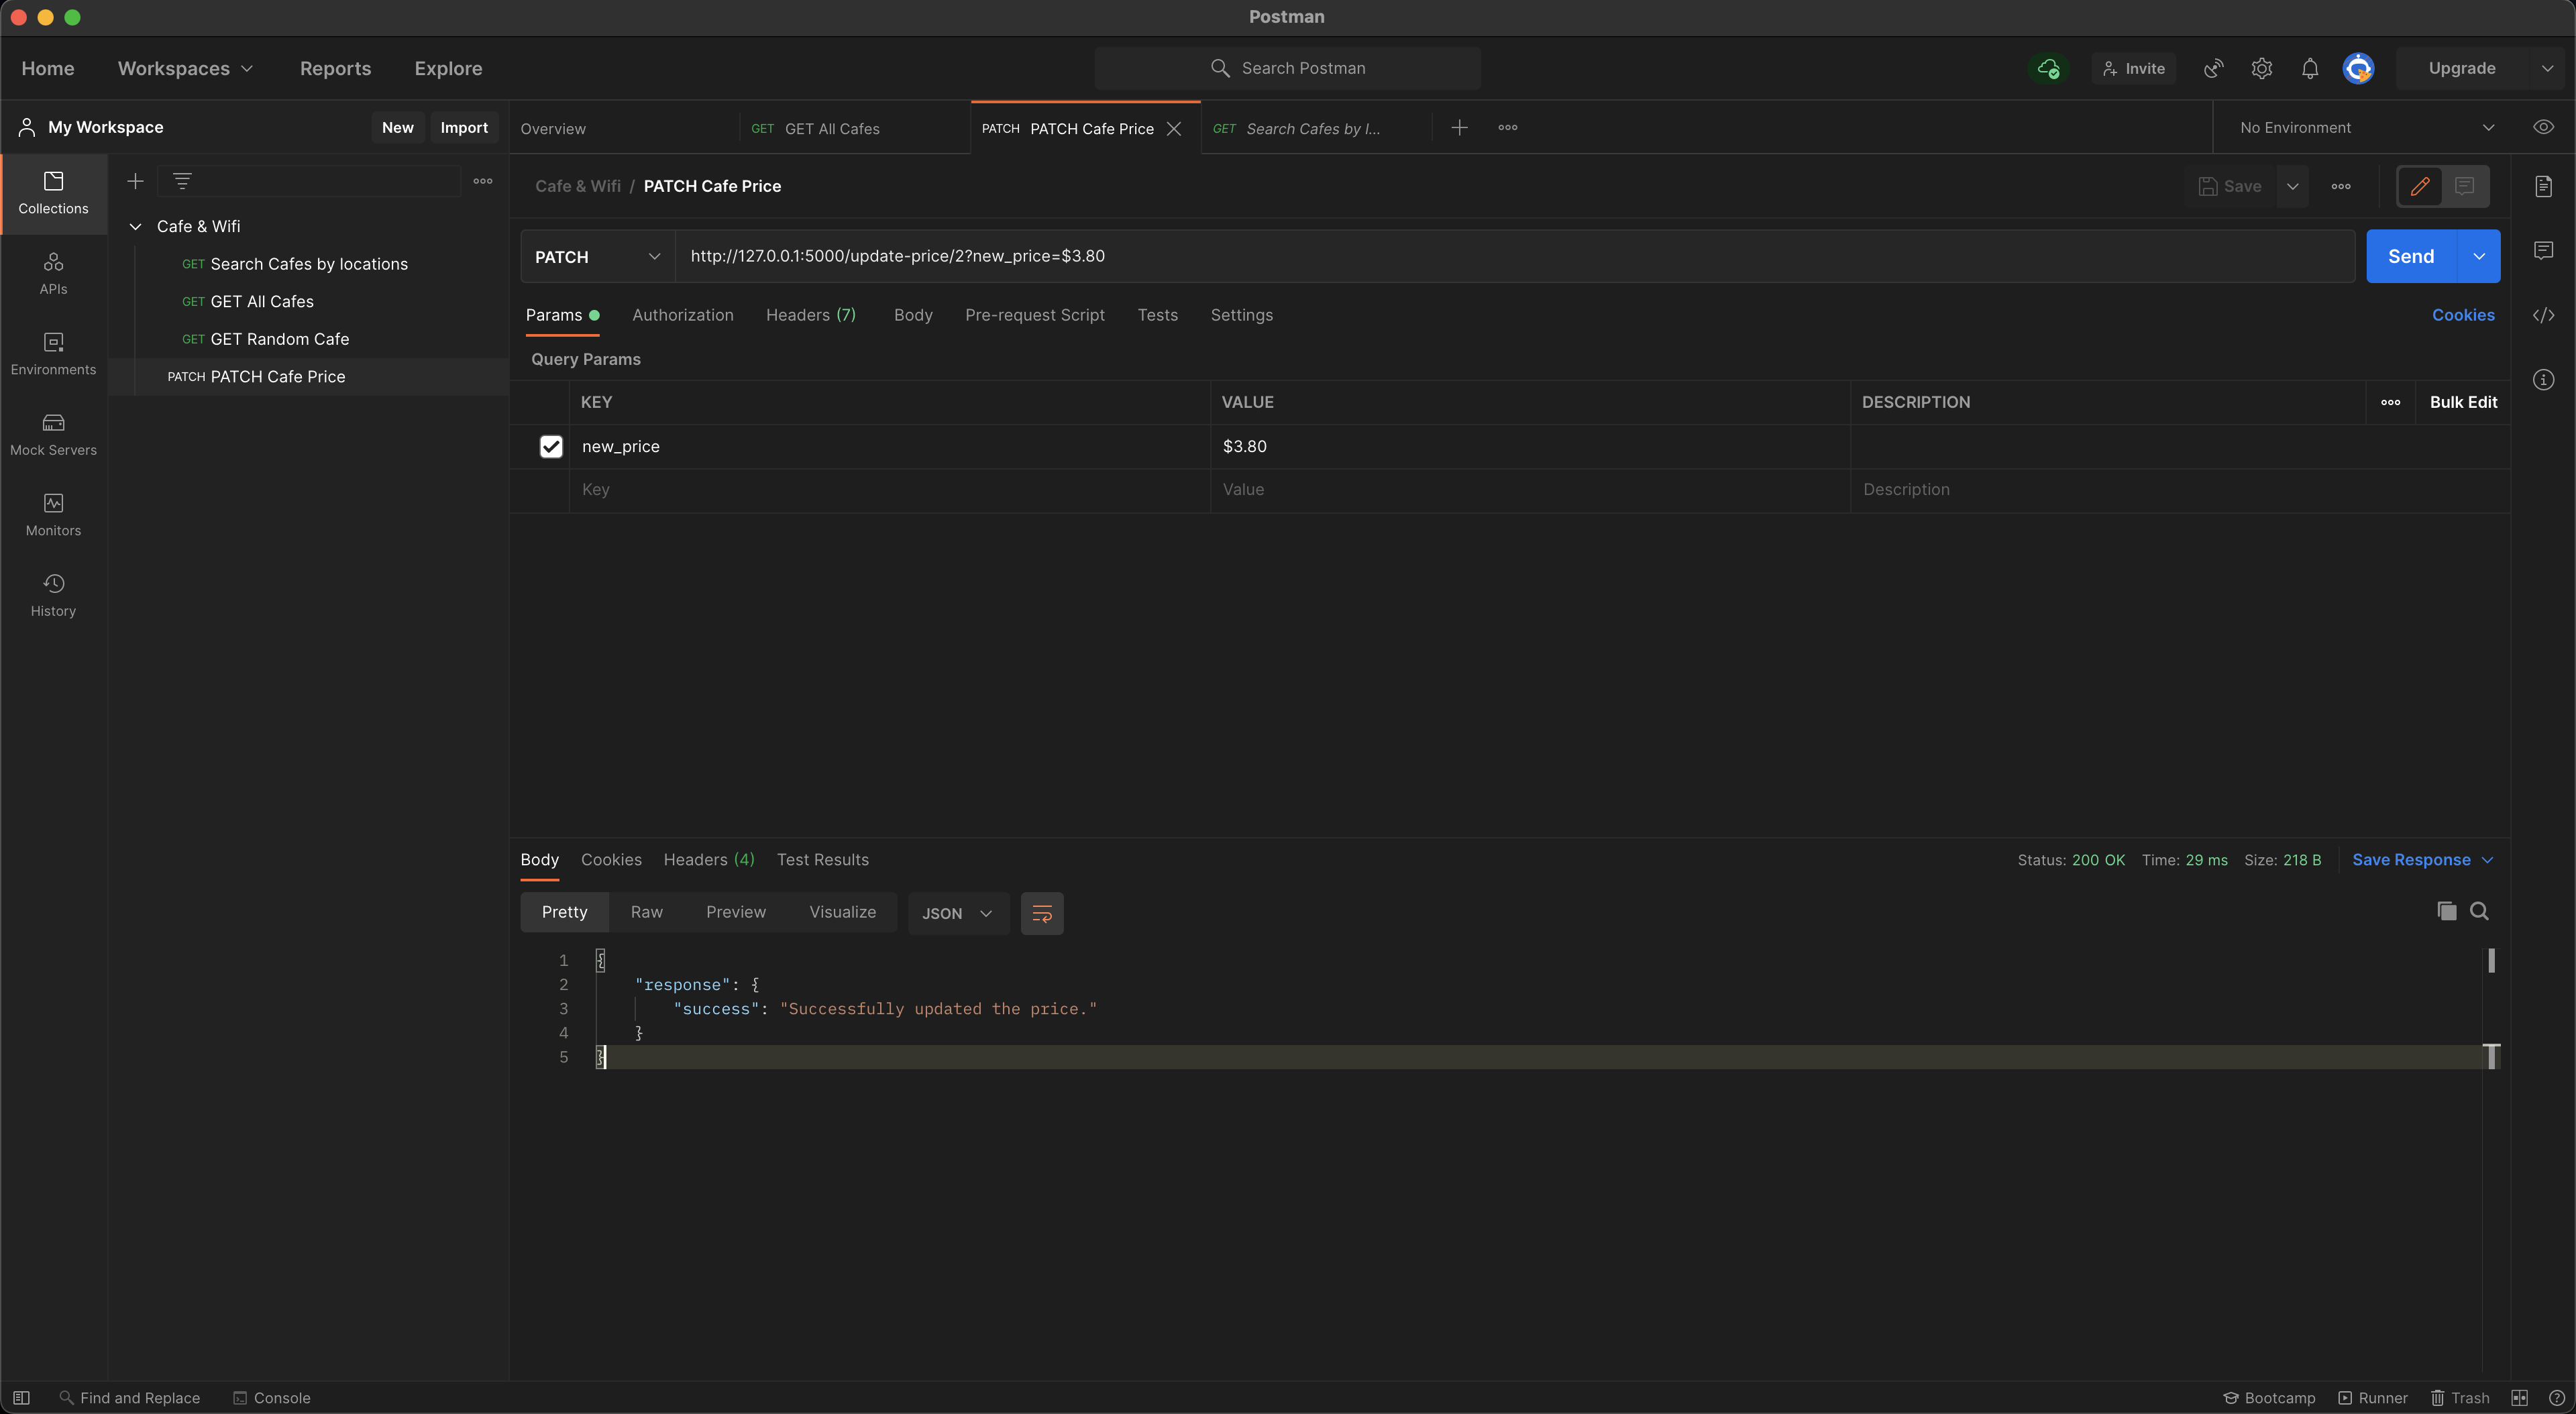 Postman
Home Workspaces Reports Explore Search Postman Invite Upgrade
My Workspace New Import Overview GET GET All Cafes PATCH PATCH Cafe Price GET Search Cafes by l... No Environment
Collections
APIs
Environments
Mock Servers
Monitors
History
Cafe & Wifi
GET Search Cafes by locations
GET GET All Cafes
GET GET Random Cafe
PATCH PATCH Cafe Price
Cafe & Wifi / PATCH Cafe Price Save
PATCH http://127.0.0.1:5000/update-price/2?new_price=$3.80 Send
Params Authorization Headers (7) Body Pre-request Script Tests Settings Cookies
Query Params
KEY VALUE DESCRIPTION Bulk Edit
new_price $3.80
Key Value Description
Body Cookies Headers (4) Test Results Status: 200 OK Time: 29 ms Size: 218 B Save Response
Pretty Raw Preview Visualize JSON
1 {
2 "response": {
3 "success": "Successfully updated the price."
4 }
5 }
Find and Replace Console Bootcamp Runner Trash